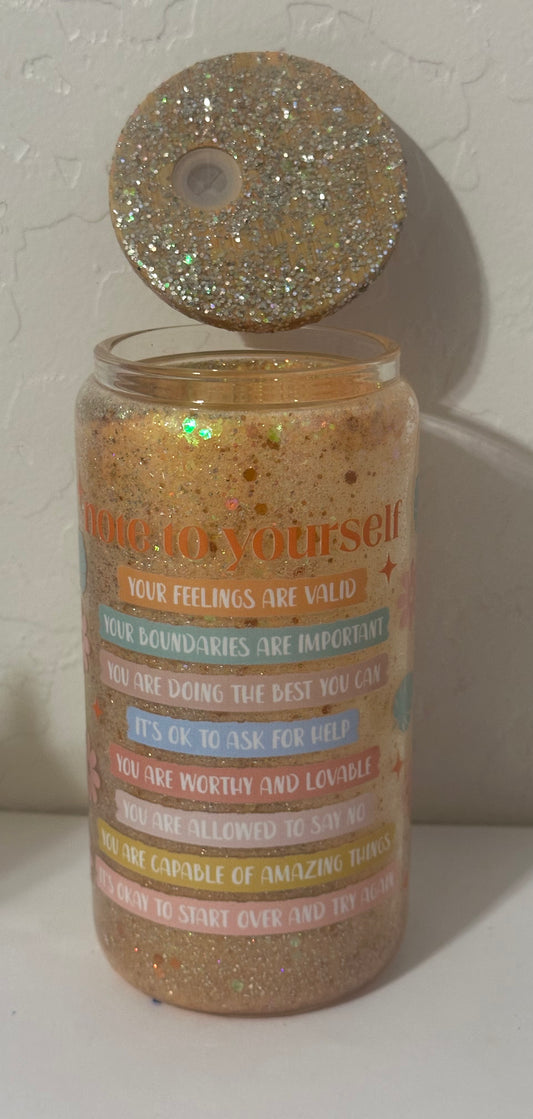 note to yourself
YOUR FEELINGS ARE VALID
YOUR BOUNDARIES ARE IMPORTANT
YOU ARE DOING THE BEST YOU CAN
IT'S OK TO ASK FOR HELP
YOU ARE WORTHY AND LOVABLE
YOU ARE ALLOWED TO SAY NO
YOU ARE CAPABLE OF AMAZING THINGS
IT'S OKAY TO START OVER AND TRY AGAIN